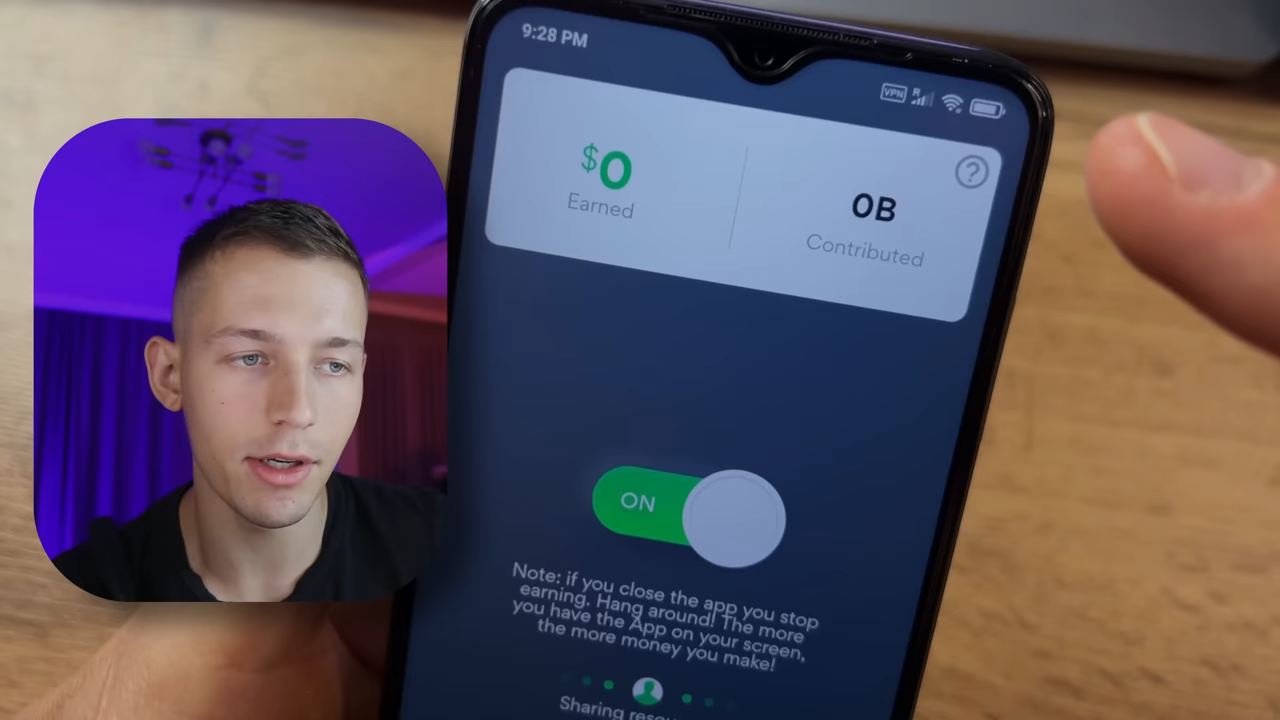 9:28 PM
VPN
R
$0
Earned
?
0B
Contributed
ON
Note: if you close the app you stop
earning. Hang around! The more
you have the App on your screen,
the more money you make!
Sharing